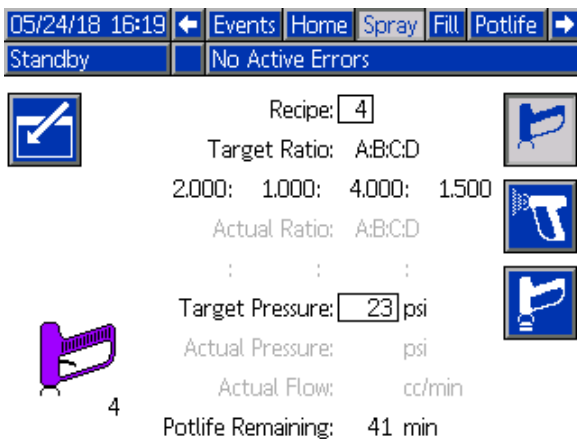 05/24/18 16:19 Events Home Spray Fill Potlife
Standby No Active Errors
Recipe: 4
Target Ratio: A:B:C:D
2.000: 1.000: 4.000: 1.500
Actual Ratio: A:B:C:D
: : :
Target Pressure: 23 psi
Actual Pressure: psi
Actual Flow: cc/min
4
Potlife Remaining: 41 min